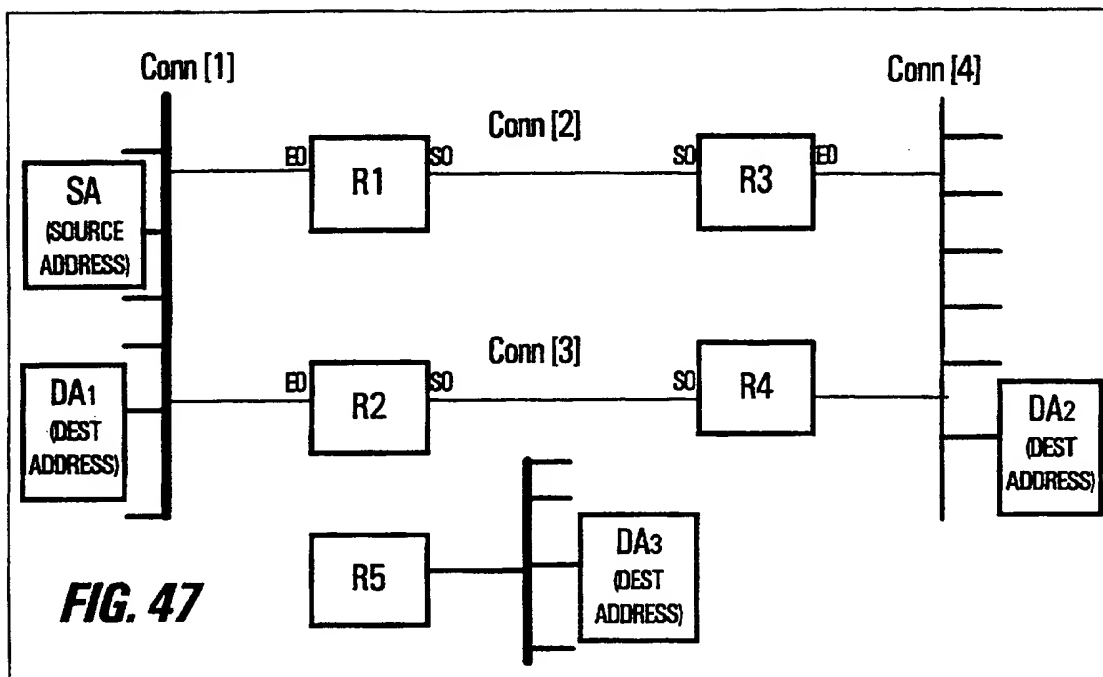 Conn [1]
Conn [4]
Conn [2]
E0
R1
S0
S0
R3
E0
SA
(SOURCE
ADDRESS)
Conn [3]
E0
R2
S0
S0
R4
DA1
(DEST
ADDRESS)
DA2
(DEST
ADDRESS)
R5
DA3
(DEST
ADDRESS)
FIG. 47